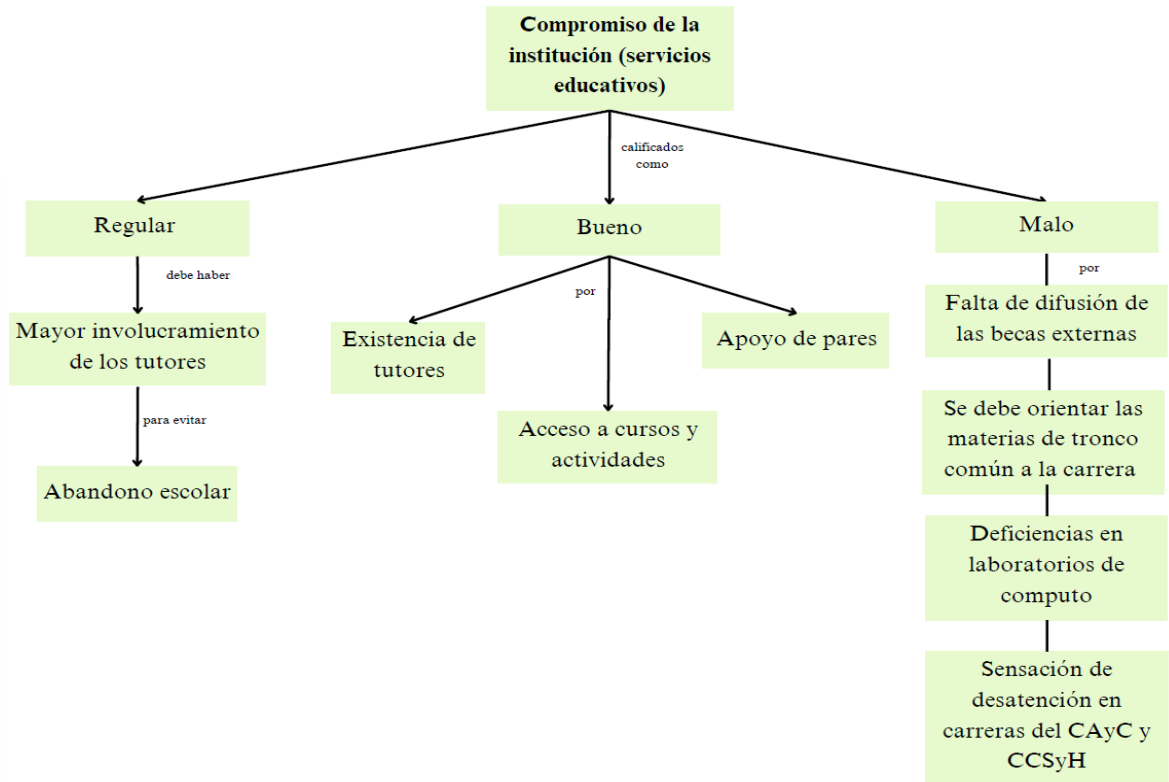 Compromiso de la
institución (servicios
educativos)
calificados
como
Regular
Bueno
Malo
debe haber
por
por
Mayor involucramiento
de los tutores
Existencia de
tutores
Apoyo de pares
Falta de difusión de
las becas externas
para evitar
Acceso a cursos y
actividades
Se debe orientar las
materias de tronco
común a la carrera
Abandono escolar
Deficiencias en
laboratorios de
computo
Sensación de
desatención en
carreras del CAyC y
CCSyH